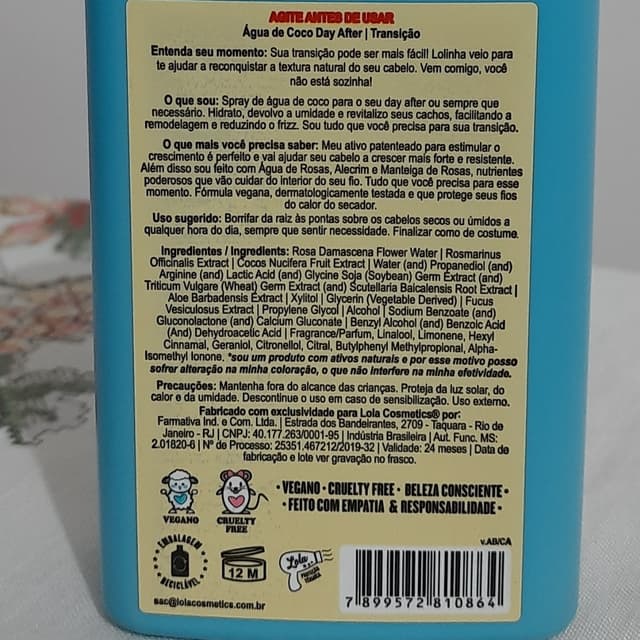 AGITE ANTES DE USAR
Água de Coco Day After | Transição
Entenda seu momento: Sua transição pode ser mais fácil! Lolinha veio para
te ajudar a reconquistar a textura natural do seu cabelo. Vem comigo, você
não está sozinha!
O que sou: Spray de água de coco para o seu day after ou sempre que
necessário. Hidrato, devolvo a umidade e revitalizo seus cachos, facilitando a
remodelagem e reduzindo o frizz. Sou tudo que você precisa para sua transição.
O que mais você precisa saber: Meu ativo patenteado para estimular o
crescimento é perfeito e vai ajudar seu cabelo a crescer mais forte e resistente.
Além disso sou feito com Água de Rosas, Alecrim e Manteiga de Rosas, nutrientes
poderosos que vão cuidar do interior do seu fio. Tudo que você precisa para esse
momento. Fórmula vegana, dermatologicamente testada e que protege seus fios
do calor do secador.
Uso sugerido: Borrifar da raiz às pontas sobre os cabelos secos ou úmidos a
qualquer hora do dia, sempre que sentir necessidade. Finalizar como de costume.
Ingredientes / Ingredients: Rosa Damascena Flower Water | Rosmarinus
Officinalis Extract | Cocos Nucifera Fruit Extract | Water (and) Propanediol (and)
Arginine (and) Lactic Acid (and) Glycine Soja (Soybean) Germ Extract (and)
Triticum Vulgare (Wheat) Germ Extract (and) Scutellaria Baicalensis Root Extract |
Aloe Barbadensis Extract | Xylitol | Glycerin (Vegetable Derived) | Fucus
Vesiculosus Extract | Propylene Glycol | Alcohol | Sodium Benzoate (and)
Gluconolactone (and) Calcium Gluconate | Benzyl Alcohol (and) Benzoic Acid
(And) Dehydroacelic Acid | Fragrance/Parfum, Linalool, Limonene, Hexyl
Cinnamal, Geraniol, Citronellol, Citral, Butylphenyl Methylpropional, Alpha-
Isomethyl Ionone. *sou um produto com ativos naturais e por esse motivo posso
sofrer alteração na minha coloração, o que não interfere na minha efetividade.
Precauções: Mantenha fora do alcance das crianças. Proteja da luz solar, do
calor e da umidade. Descontinue o uso em caso de sensibilização. Uso externo.
Fabricado com exclusividade para Lola Cosmetics® por:
Farmativa Ind. e Com. Ltda. | Estrada dos Bandeirantes, 2709 - Taquara - Rio de
Janeiro - RJ | CNPJ: 40.177.263/0001-95 | Indústria Brasileira | Aut. Func. MS:
2.01820-6 | N° de Processo: 25351,467212/2019-32 | Validade: 24 meses | Data de
fabricação e lote ver gravação no frasco.
• VEGANO • CRUELTY FREE • BELEZA CONSCIENTE •
• FEITO COM EMPATIA & RESPONSABILIDADE •
VEGANO
CRUELTY
FREE
v.AB/CA
EMBALAGEM
RECICLÁVEL
12 M
Lola
PROTEÇÃO
TÉRMICA
7 899572 810864
sac@lolacosmetics.com.br